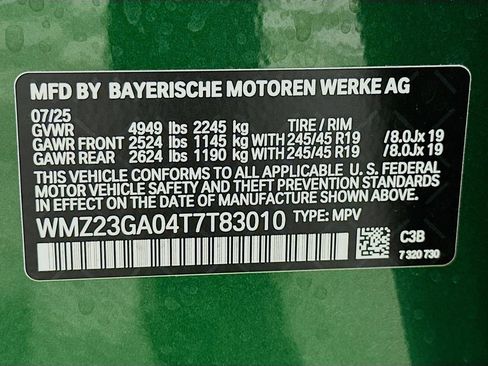 MFD BY BAYERISCHE MOTOREN WERKE AG
07/25
GVWR 4949 lbs 2245 kg TIRE / RIM
GAWR FRONT 2524 lbs 1145 kg WITH 245/45 R19 /8.0Jx 19
GAWR REAR 2624 lbs 1190 kg WITH 245/45 R19 /8.0Jx 19
THIS VEHICLE CONFORMS TO ALL APPLICABLE U. S. FEDERAL
MOTOR VEHICLE SAFETY AND THEFT PREVENTION STANDARDS
IN EFFECT ON THE DATE OF MANUFACTURE SHOWN ABOVE.
WMZ23GA04T7T83010 TYPE: MPV
C3B
7 320 730